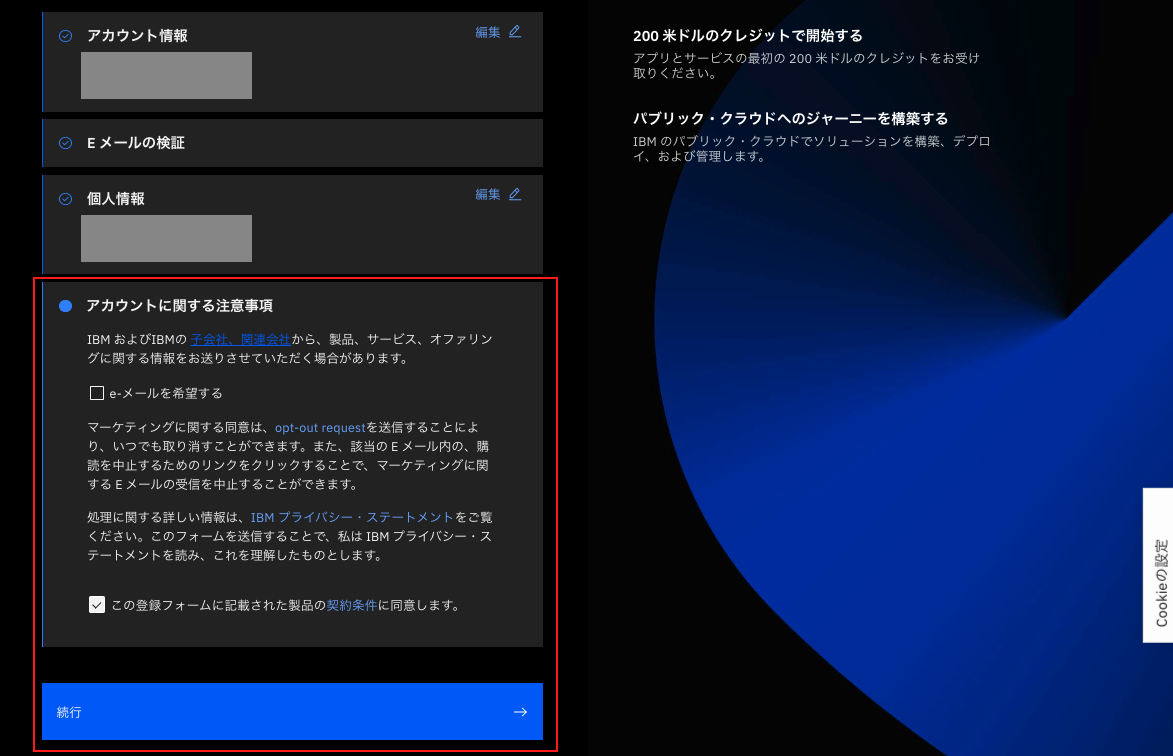 アカウント情報
編集
E メールの検証
個人情報
編集
アカウントに関する注意事項
IBM およびIBMの 子会社、関連会社から、製品、サービス、オファリン
グに関する情報をお送りさせていただく場合があります。
e-メールを希望する
マーケティングに関する同意は、opt-out requestを送信することによ
り、いつでも取り消すことができます。また、該当の E メール内の、購
読を中止するためのリンクをクリックすることで、マーケティングに関
する E メールの受信を中止することができます。
処理に関する詳しい情報は、IBM プライバシー・ステートメントをご覧
ください。このフォームを送信することで、私は IBM プライバシー・ス
テートメントを読み、これを理解したものとします。
この登録フォームに記載された製品の契約条件に同意します。
続行
200 米ドルのクレジットで開始する
アプリとサービスの最初の 200 米ドルのクレジットをお受け
取りください。
パブリック・クラウドへのジャーニーを構築する
IBM のパブリック・クラウドでソリューションを構築、デプロ
イ、および管理します。
Cookieの設定